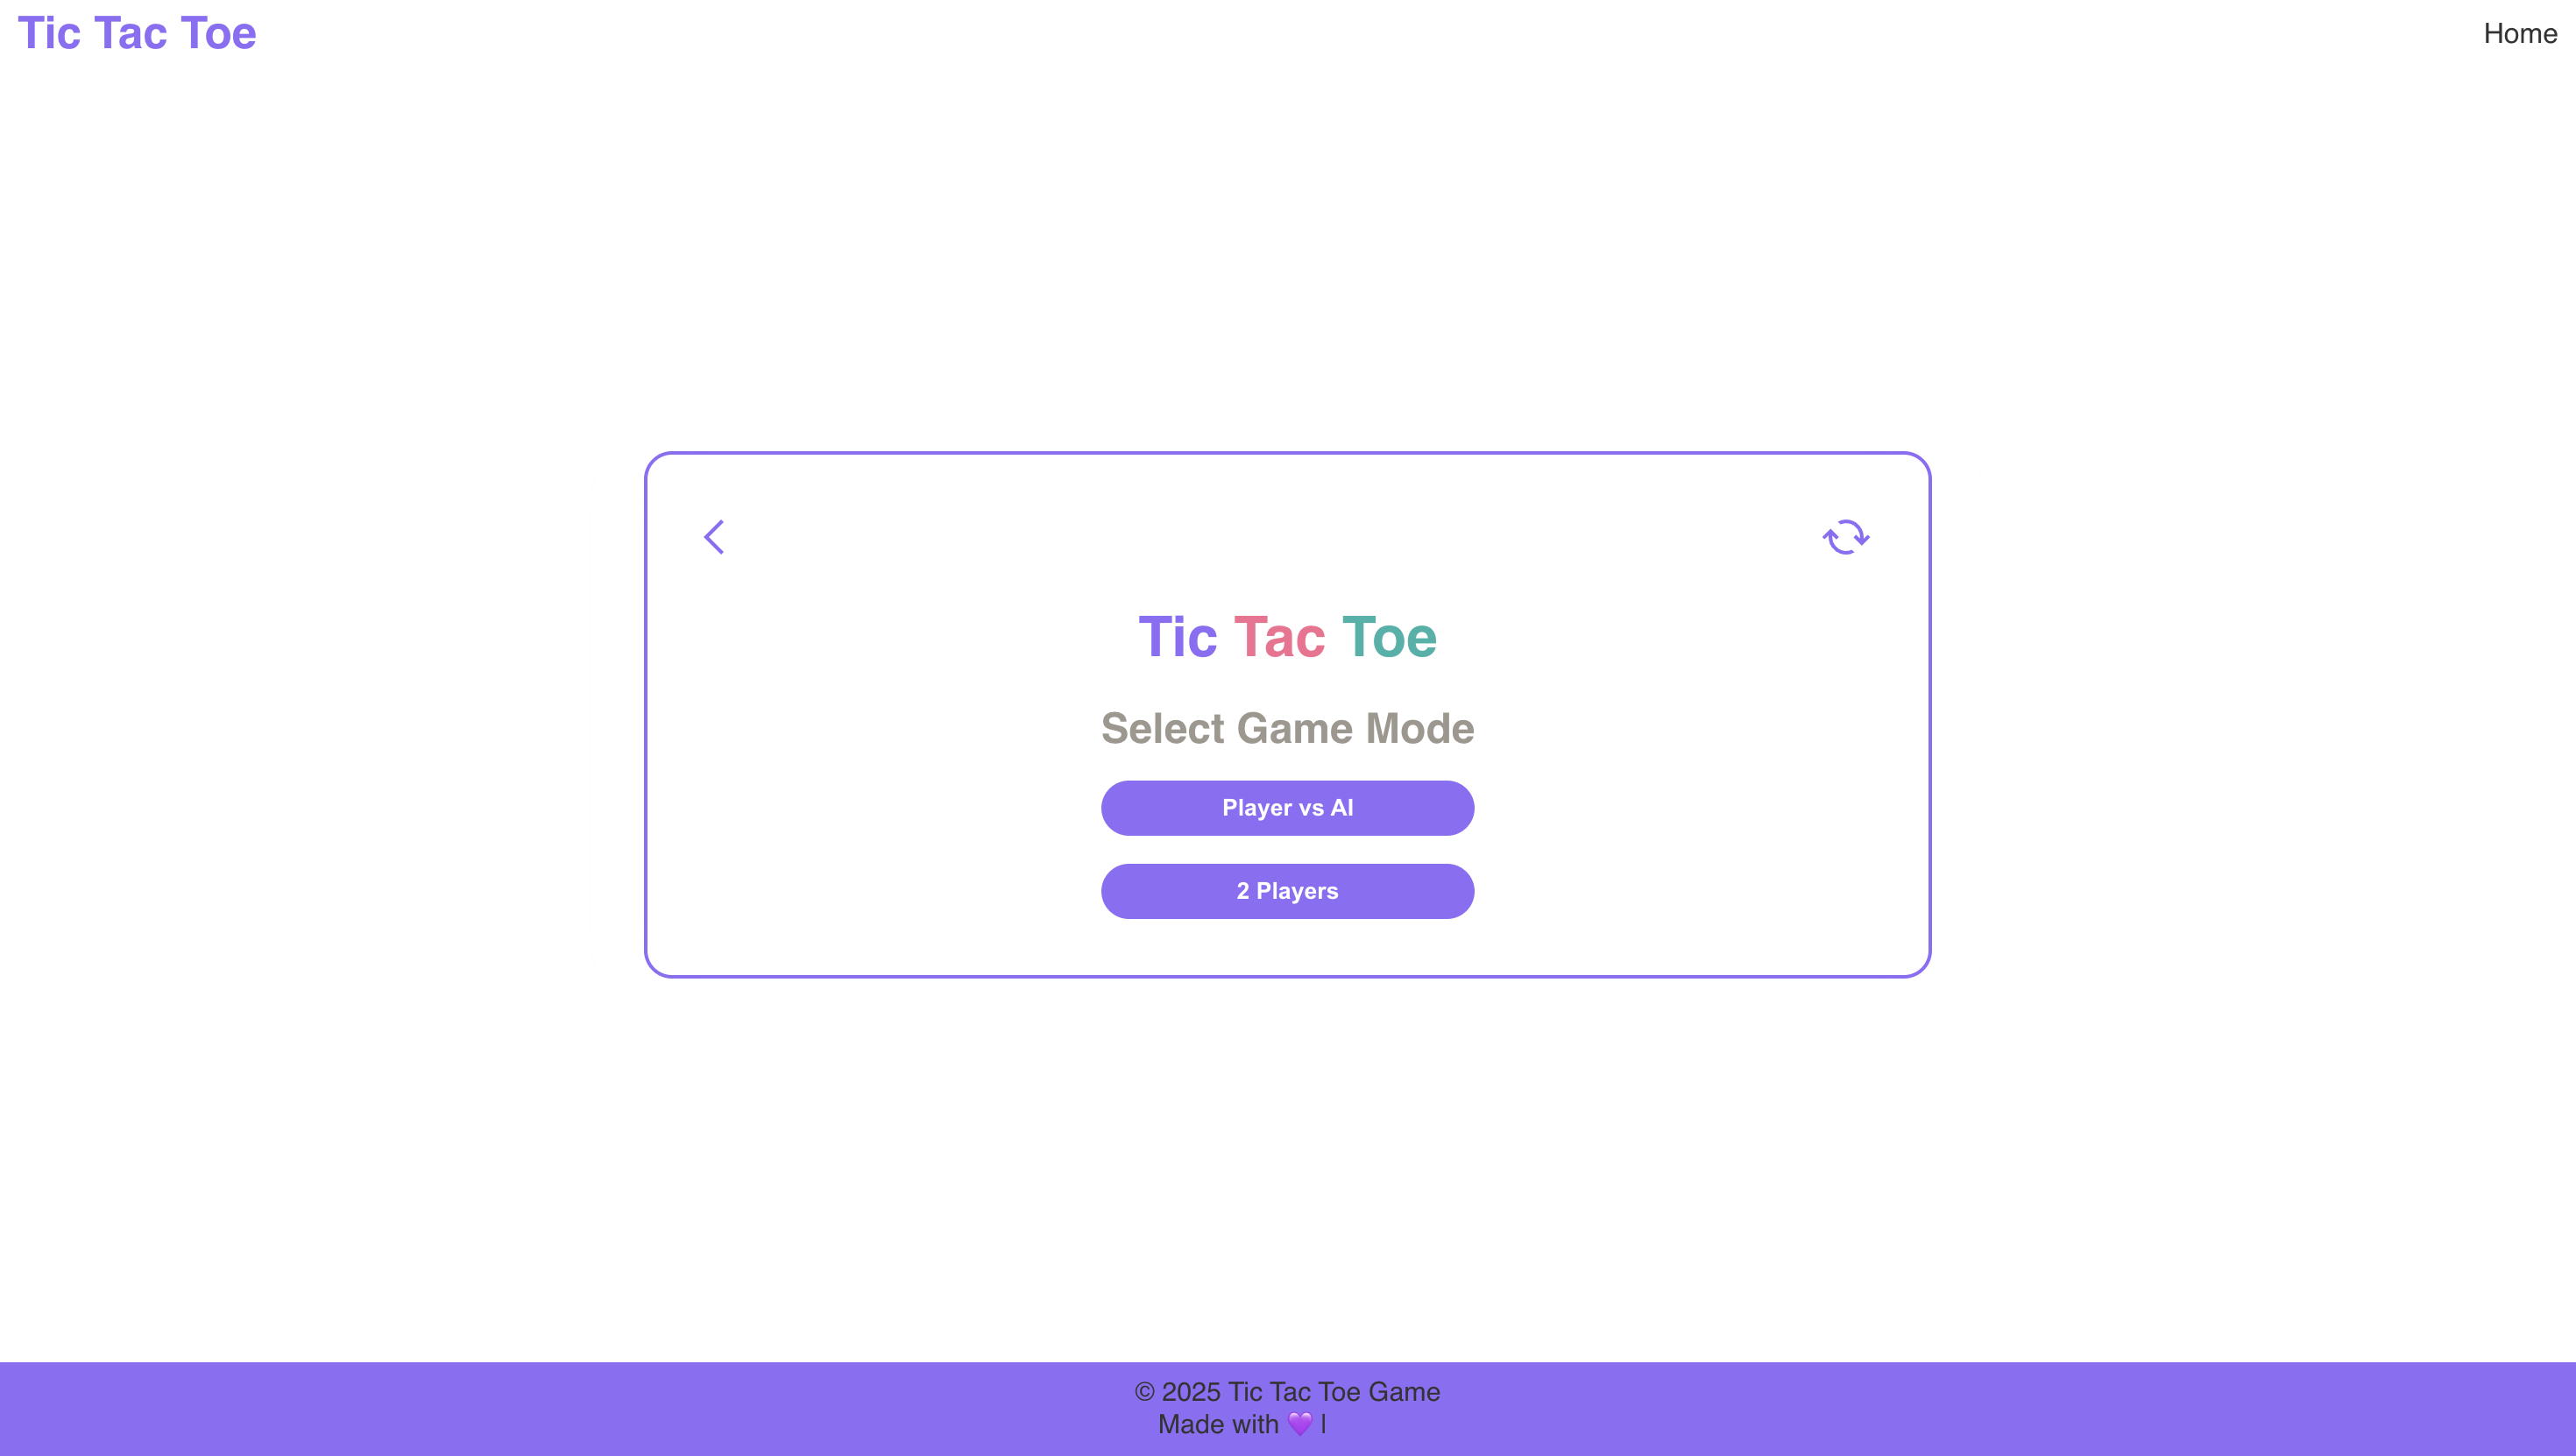 Tic Tac Toe
Home
Tic Tac Toe
Select Game Mode
Player vs AI
2 Players
© 2025 Tic Tac Toe Game
Made with 💜 |